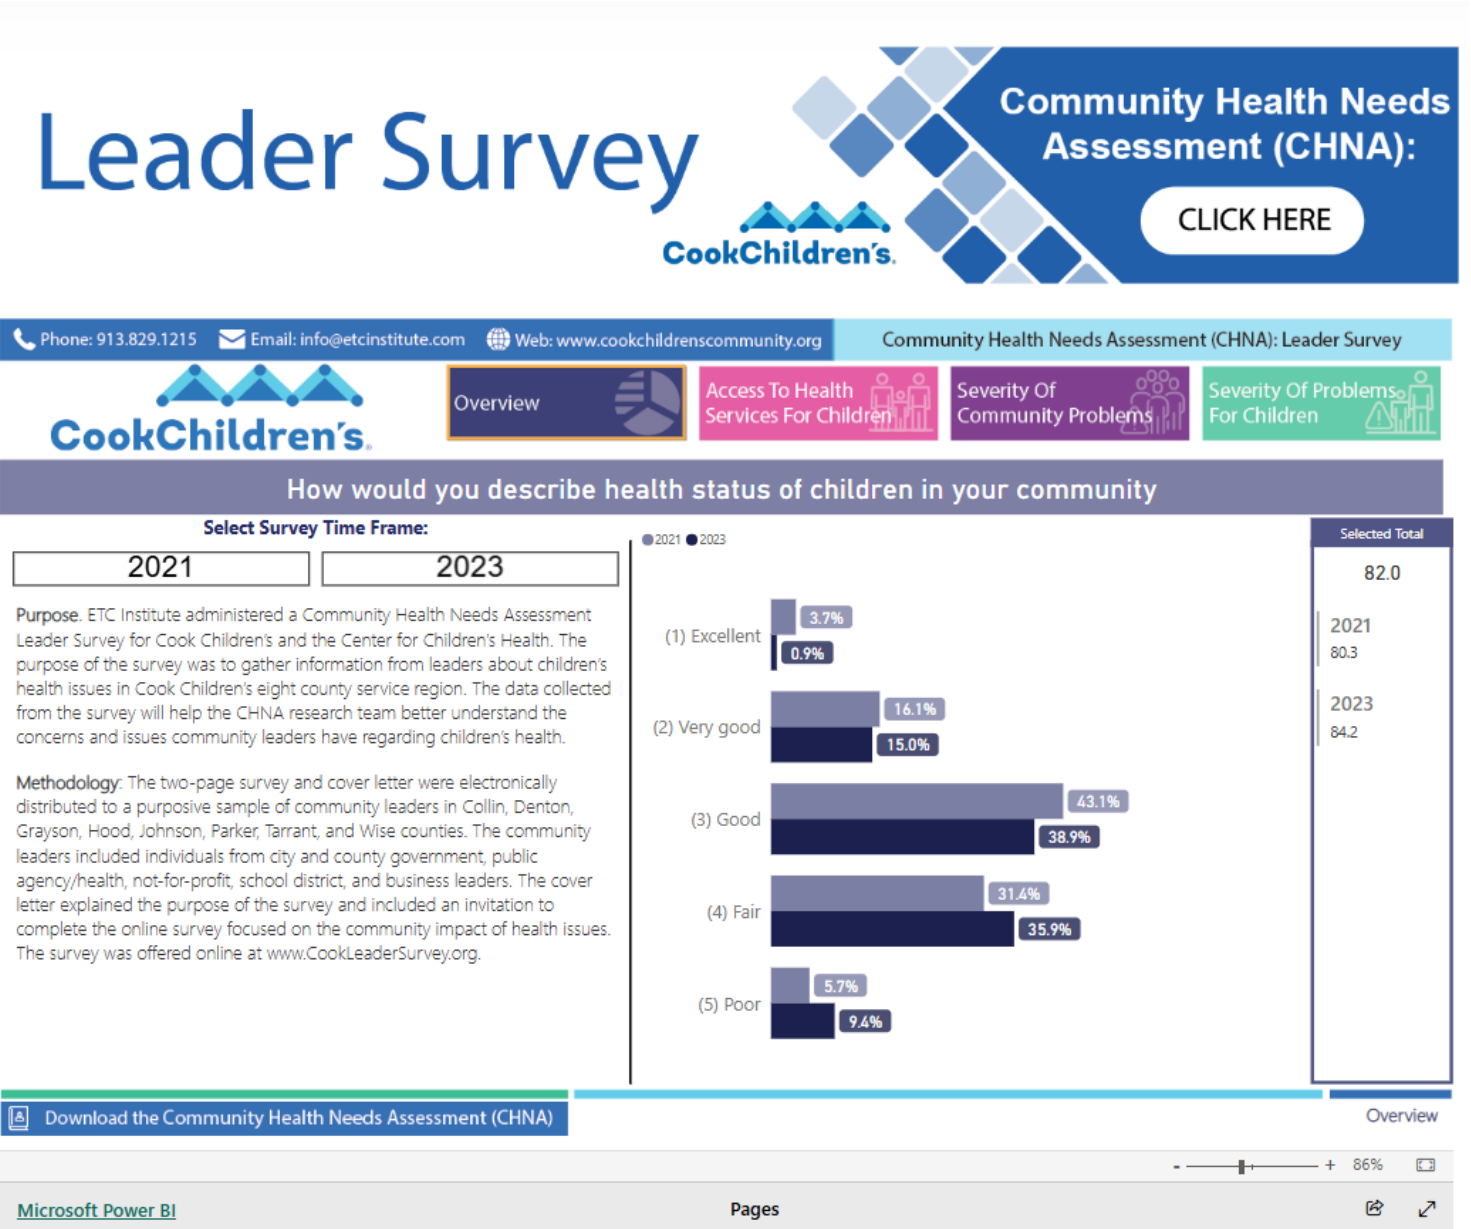 Leader Survey
CookChildren's.
Community Health Needs
Assessment (CHNA):
CLICK HERE
Phone: 913.829.1215
Email: info@etcinstitute.com
Web: www.cookchildrenscommunity.org
Community Health Needs Assessment (CHNA): Leader Survey
CookChildren's.
Overview
Access To Health
Services For Children
Severity Of
Community Problems
Severity Of Problems
For Children
How would you describe health status of children in your community
Select Survey Time Frame:
2021
2023
Purpose. ETC Institute administered a Community Health Needs Assessment
Leader Survey for Cook Children's and the Center for Children's Health. The
purpose of the survey was to gather information from leaders about children's
health issues in Cook Children's eight county service region. The data collected
from the survey will help the CHNA research team better understand the
concerns and issues community leaders have regarding children's health.
Methodology: The two-page survey and cover letter were electronically
distributed to a purposive sample of community leaders in Collin, Denton,
Grayson, Hood, Johnson, Parker, Tarrant, and Wise counties. The community
leaders included individuals from city and county government, public
agency/health, not-for-profit, school district, and business leaders. The cover
letter explained the purpose of the survey and included an invitation to
complete the online survey focused on the community impact of health issues.
The survey was offered online at www.CookLeaderSurvey.org.
2021 2023
(1) Excellent
3.7%
0.9%
(2) Very good
16.1%
15.0%
(3) Good
43.1%
38.9%
(4) Fair
31.4%
35.9%
(5) Poor
5.7%
9.4%
Selected Total
82.0
2021
80.3
2023
84.2
Download the Community Health Needs Assessment (CHNA)
Overview
- + 86%
Microsoft Power BI
Pages